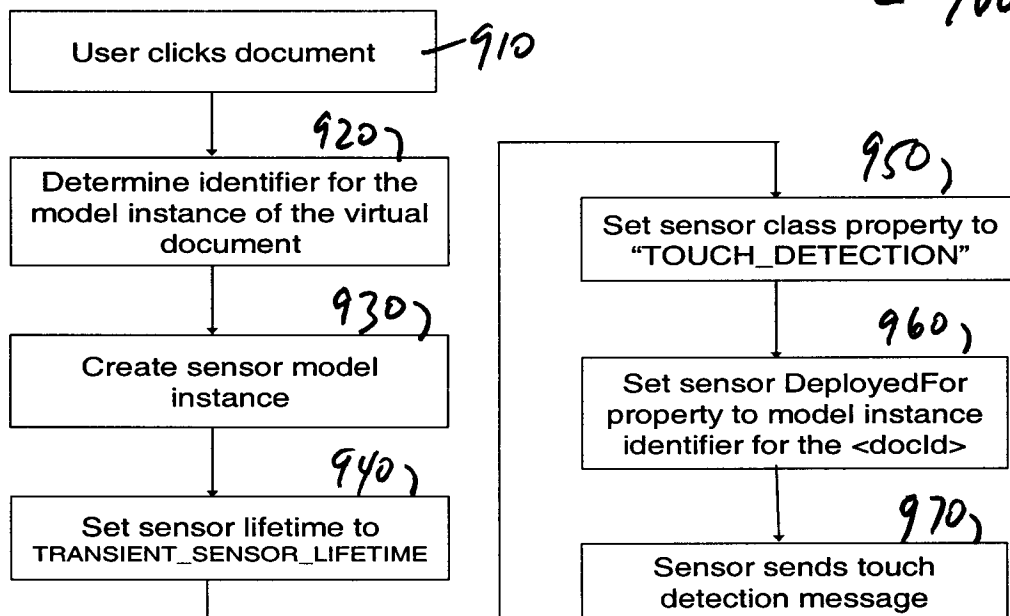 User clicks document
910
920
Determine identifier for the
model instance of the virtual
document
930
Create sensor model
instance
940
Set sensor lifetime to
TRANSIENT_SENSOR_LIFETIME
950
Set sensor class property to
“TOUCH_DETECTION”
960
Set sensor DeployedFor
property to model instance
identifier for the <docId>
970
Sensor sends touch
detection message